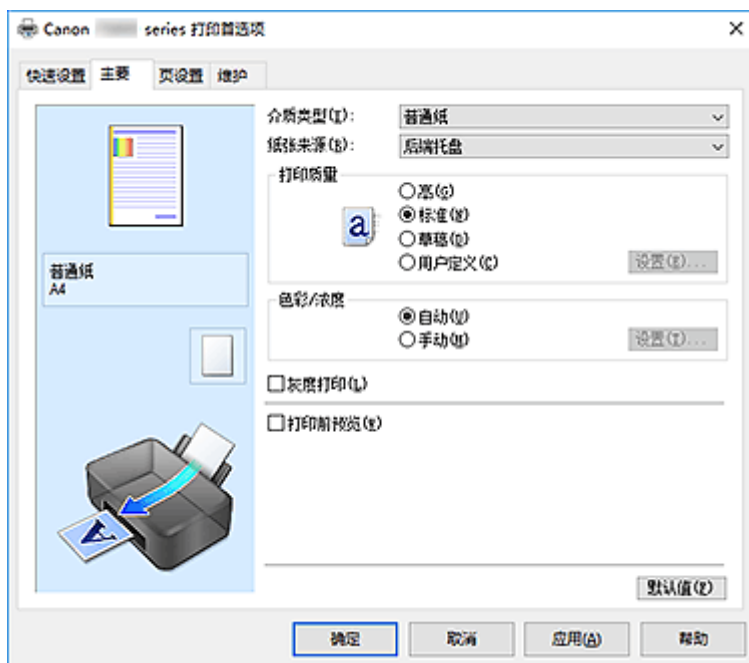 Canon series 打印首选项
快速设置 主要 页设置 维护
介质类型(I): 普通纸
纸张来源(B): 后端托盘
打印质量
高(G)
a 标准(N)
草稿(D)
用户定义(C) 设置(E)...
普通纸
A4
色彩/浓度
自动(U)
手动(M) 设置(T)...
灰度打印(L)
打印前预览(R)
A
默认值(F)
确定 取消 应用(A) 帮助